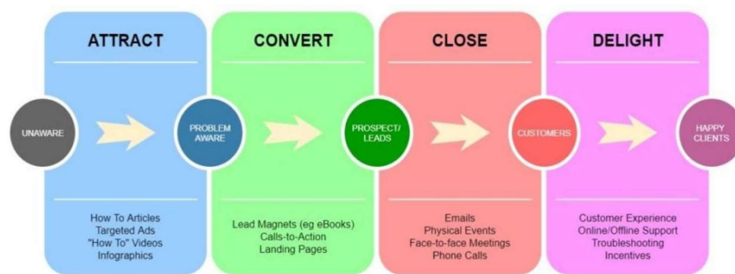 ATTRACT
CONVERT
CLOSE
DELIGHT
UNAWARE
PROBLEM
AWARE
PROSPECT/
LEADS
CUSTOMERS
HAPPY
CLIENTS
How To Articles
Targeted Ads
"How To" Videos
Infographics
Lead Magnets (eg eBooks)
Calls-to-Action
Landing Pages
Emails
Physical Events
Face-to-face Meetings
Phone Calls
Customer Experience
Online/Offline Support
Troubleshooting
Incentives